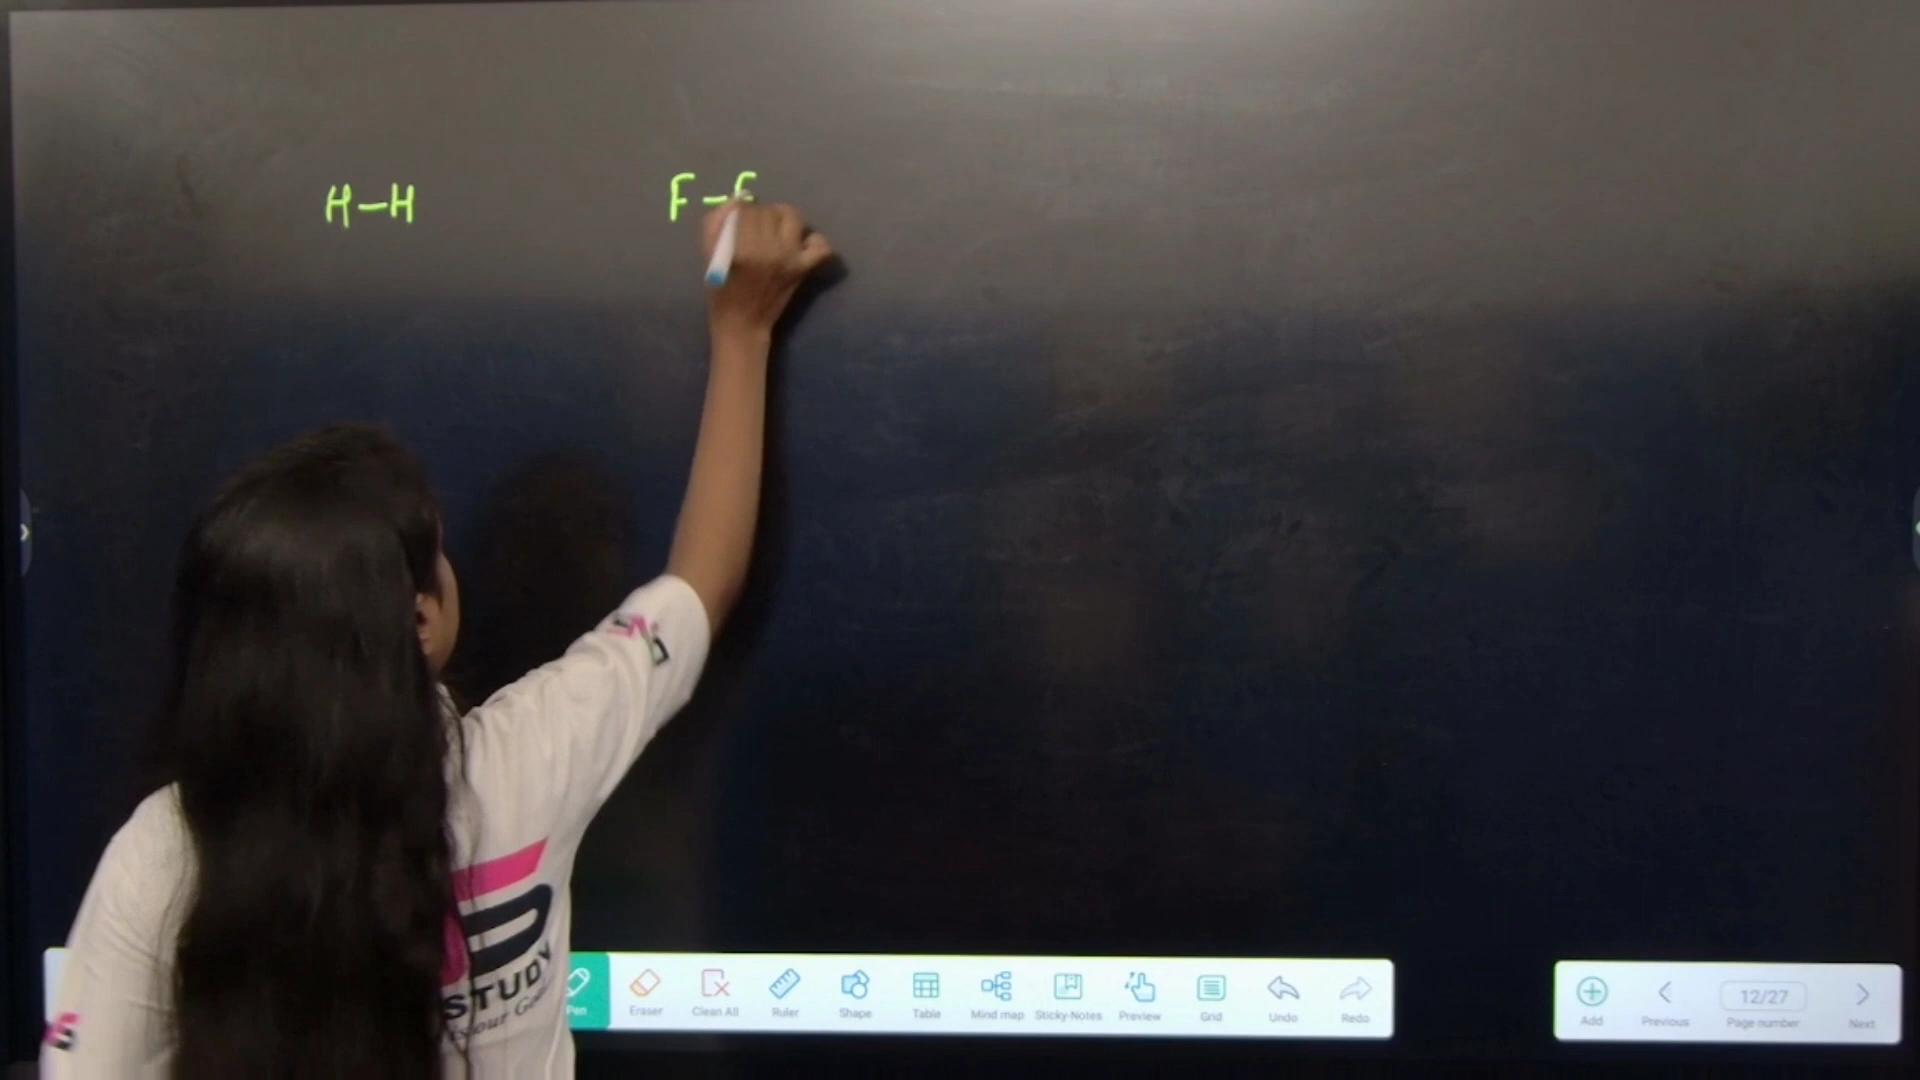 H-H F-F
STUDY
Pen Eraser Clean All Ruler Shape Table Mind map Sticky-Notes Preview Grid Undo Redo
12/27
Add Previous Page number Next